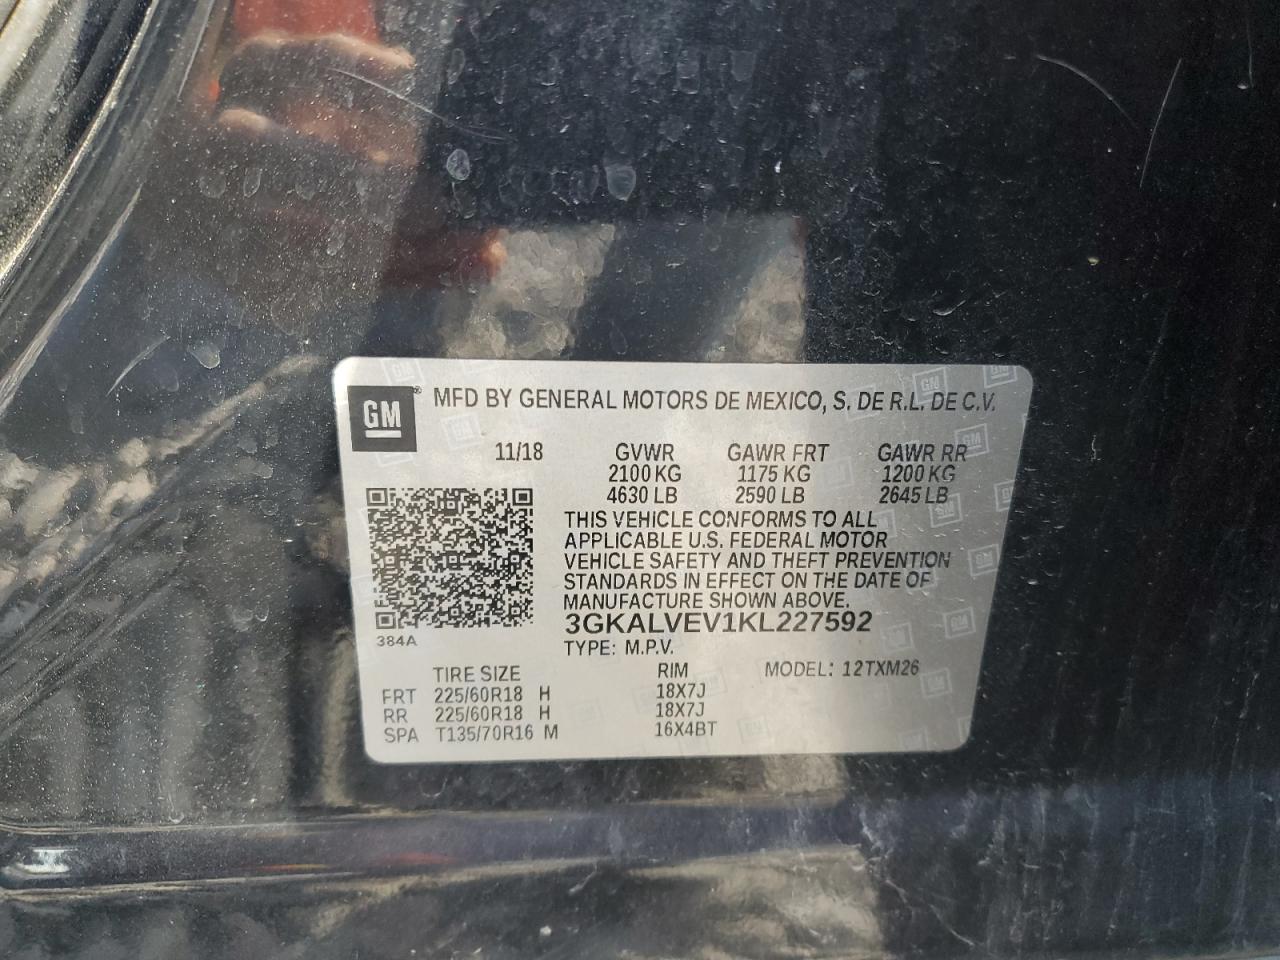 GM® MFD BY GENERAL MOTORS DE MEXICO, S. DE R.L. DE C.V.
11/18 GVWR GAWR FRT GAWR RR
2100 KG 1175 KG 1200 KG
4630 LB 2590 LB 2645 LB
THIS VEHICLE CONFORMS TO ALL
APPLICABLE U.S. FEDERAL MOTOR
VEHICLE SAFETY AND THEFT PREVENTION
STANDARDS IN EFFECT ON THE DATE OF
MANUFACTURE SHOWN ABOVE.
3GKALVEV1KL227592
384A
TYPE: M.P.V.
TIRE SIZE RIM MODEL: 12TXM26
FRT 225/60R18 H 18X7J
RR 225/60R18 H 18X7J
SPA T135/70R16 M 16X4BT